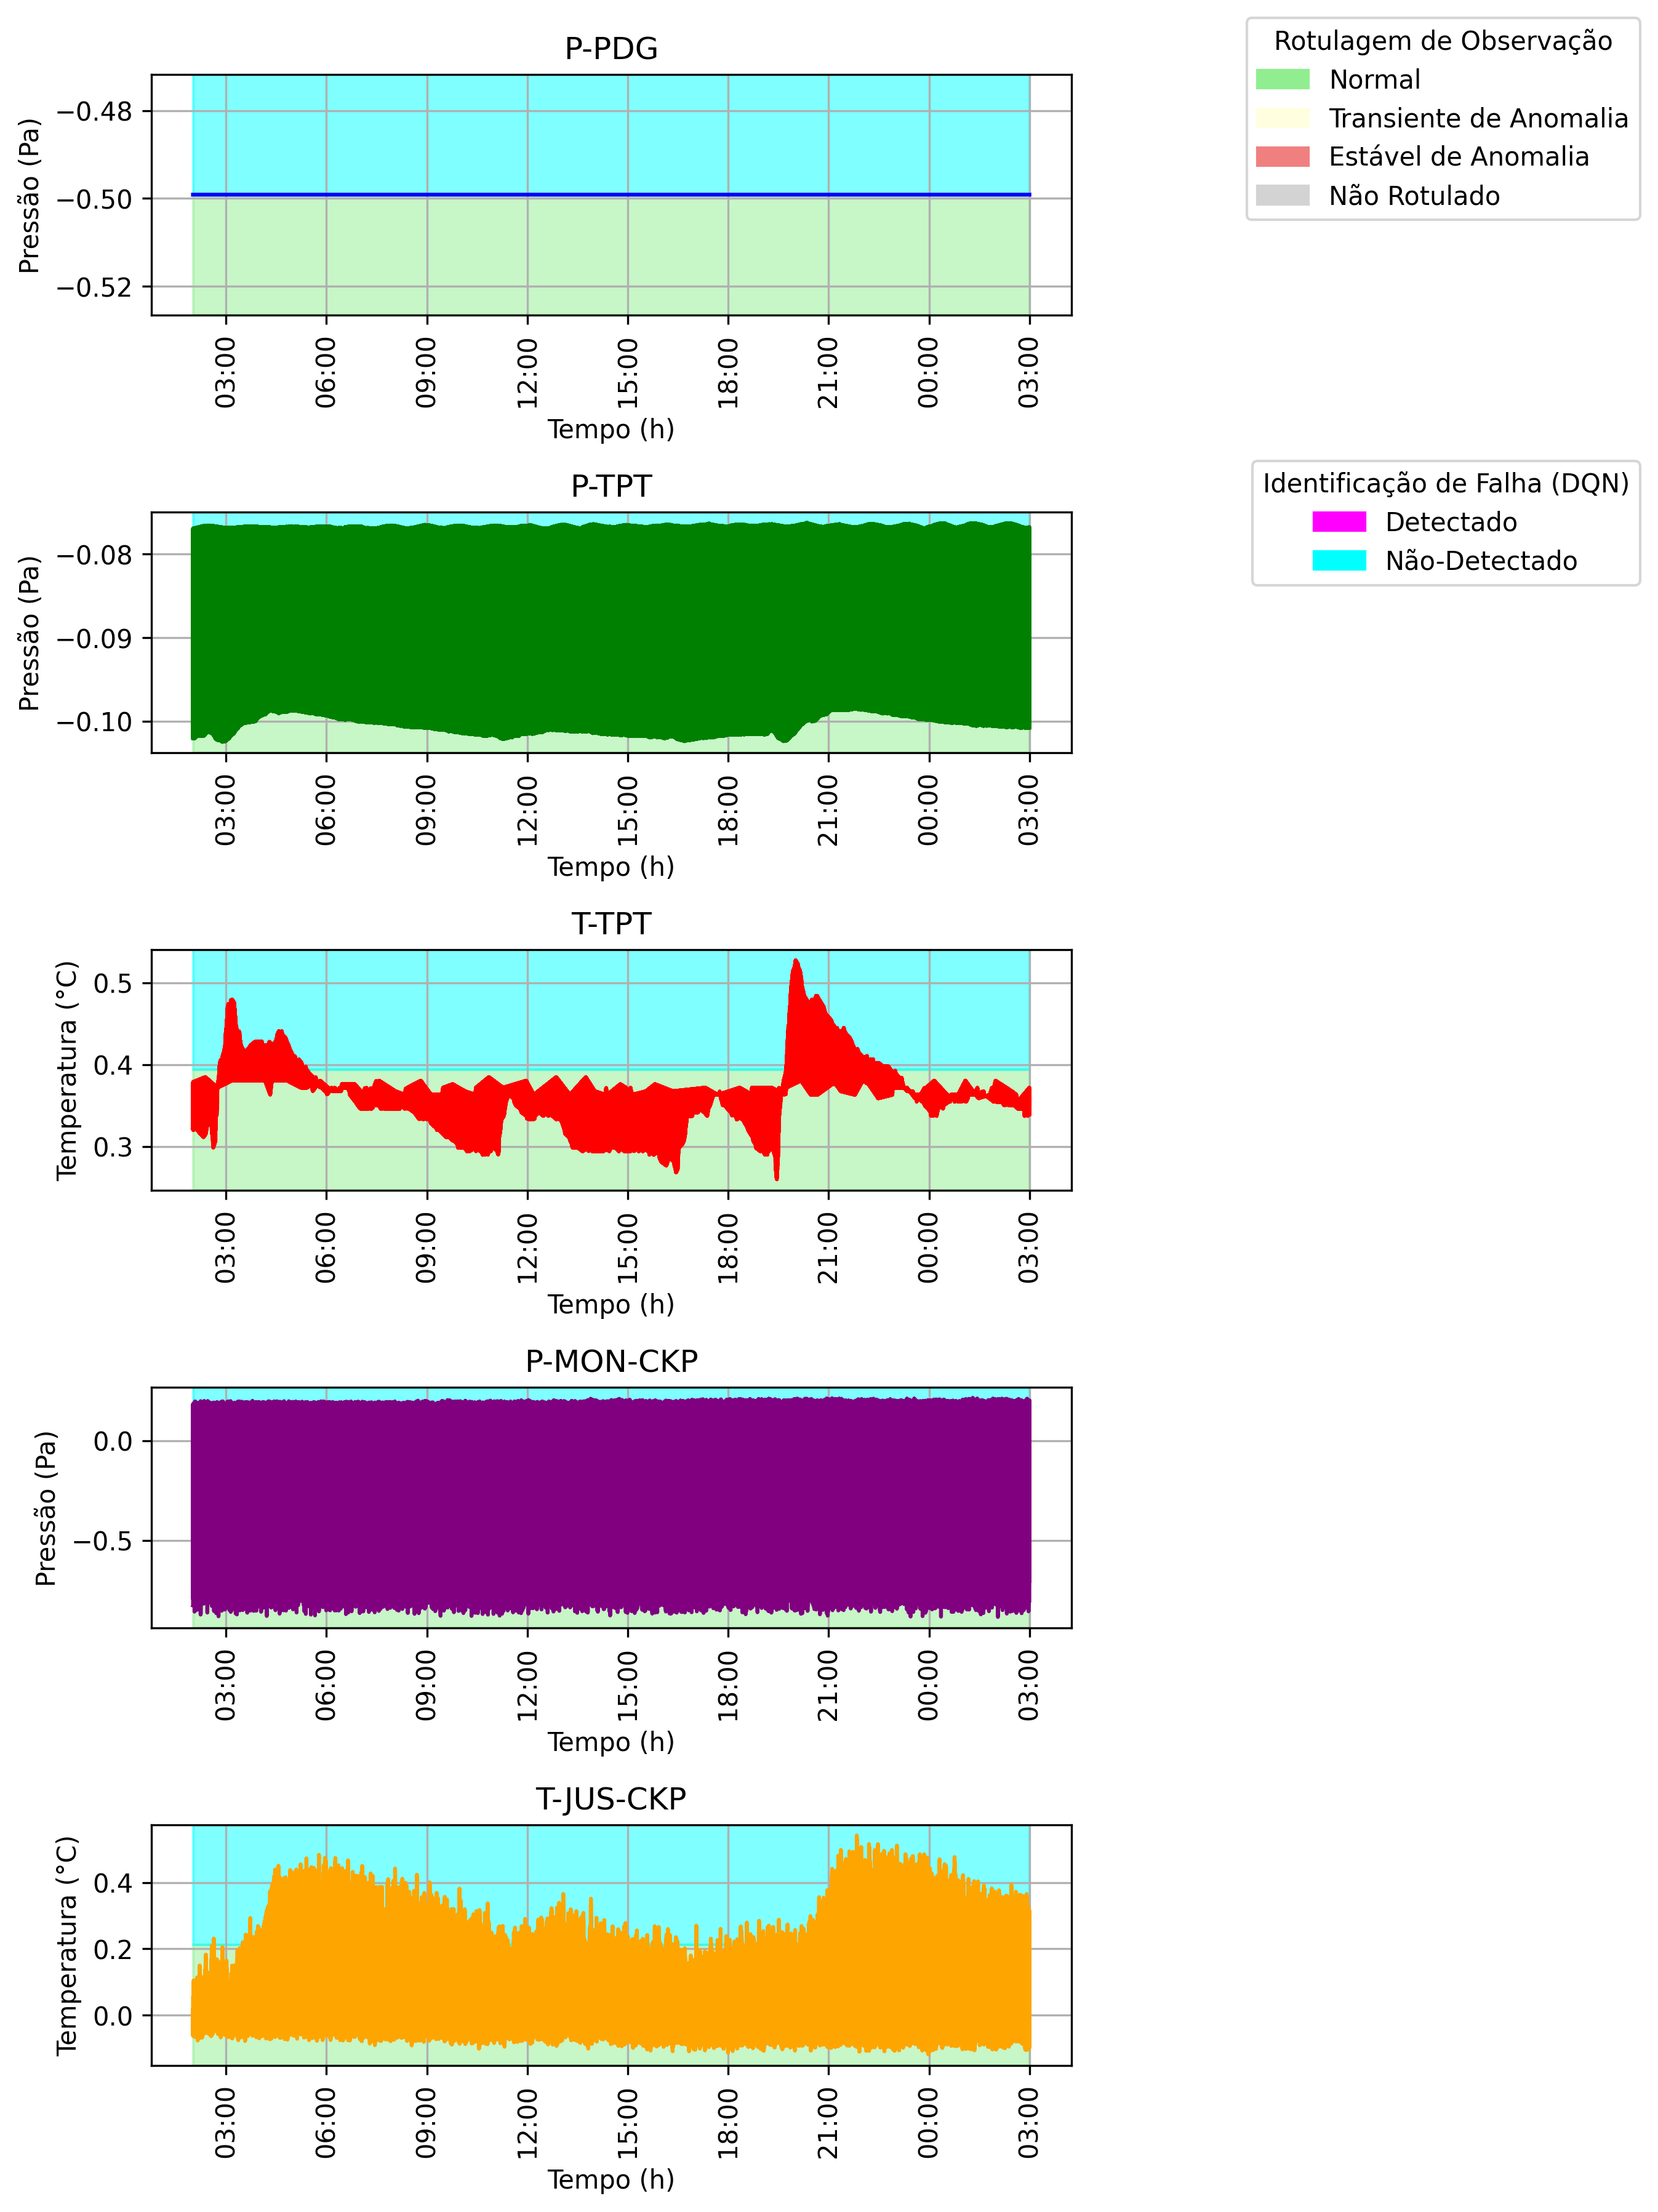 P-PDG
Rotulagem de Observação
Normal
Transiente de Anomalia
Estável de Anomalia
Não Rotulado
Pressão (Pa)
−0.48
−0.50
−0.52
03:00 06:00 09:00 12:00 15:00 18:00 21:00 00:00 03:00
Tempo (h)
P-TPT
Identificação de Falha (DQN)
Detectado
Não-Detectado
Pressão (Pa)
−0.08
−0.09
−0.10
03:00 06:00 09:00 12:00 15:00 18:00 21:00 00:00 03:00
Tempo (h)
T-TPT
Temperatura (°C)
0.5
0.4
0.3
03:00 06:00 09:00 12:00 15:00 18:00 21:00 00:00 03:00
Tempo (h)
P-MON-CKP
Pressão (Pa)
0.0
−0.5
03:00 06:00 09:00 12:00 15:00 18:00 21:00 00:00 03:00
Tempo (h)
T-JUS-CKP
Temperatura (°C)
0.4
0.2
0.0
03:00 06:00 09:00 12:00 15:00 18:00 21:00 00:00 03:00
Tempo (h)